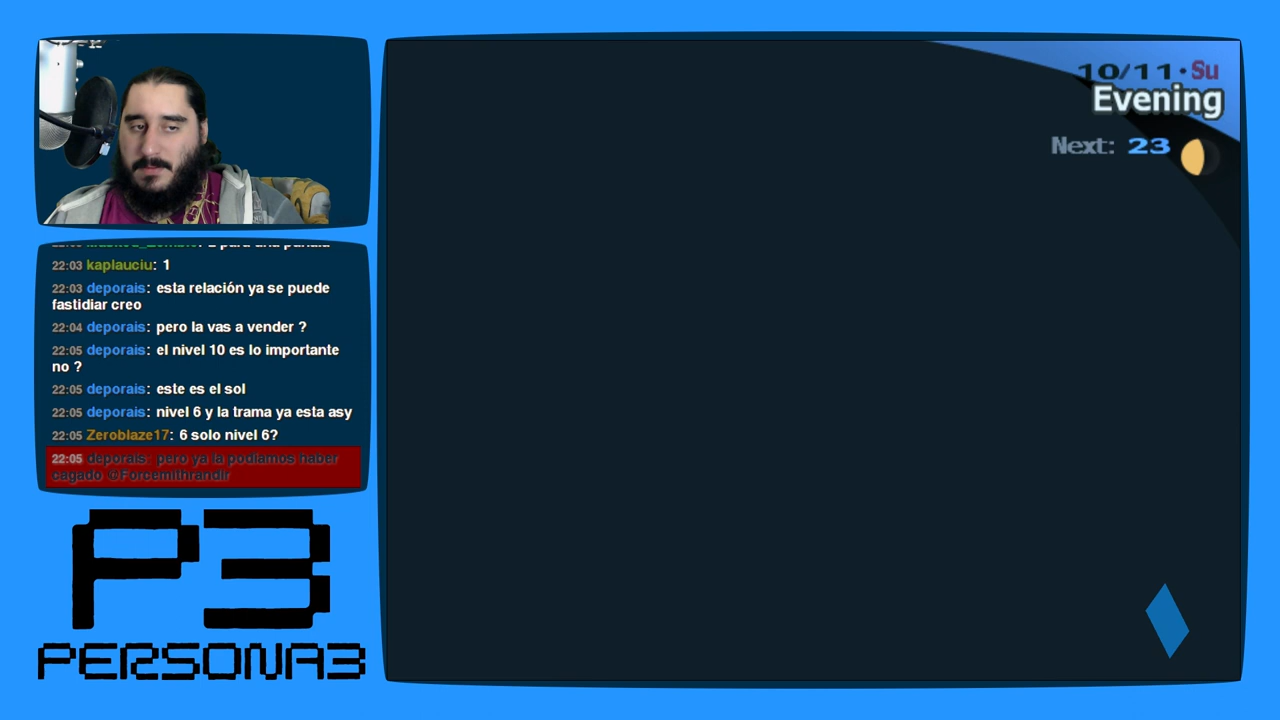 22:03 kaplauciu: 1
22:03 deporais: esta relación ya se puede
fastidiar creo
22:04 deporais: pero la vas a vender ?
22:05 deporais: el nivel 10 es lo importante
no ?
22:05 deporais: este es el sol
22:05 deporais: nivel 6 y la trama ya esta asy
22:05 Zeroblaze17: 6 solo nivel 6?
22:05 deporais: pero ya la podíamos haber
cagado @Forcemithrandir
P3
PERSONA3
10/11·Su
Evening
Next: 23